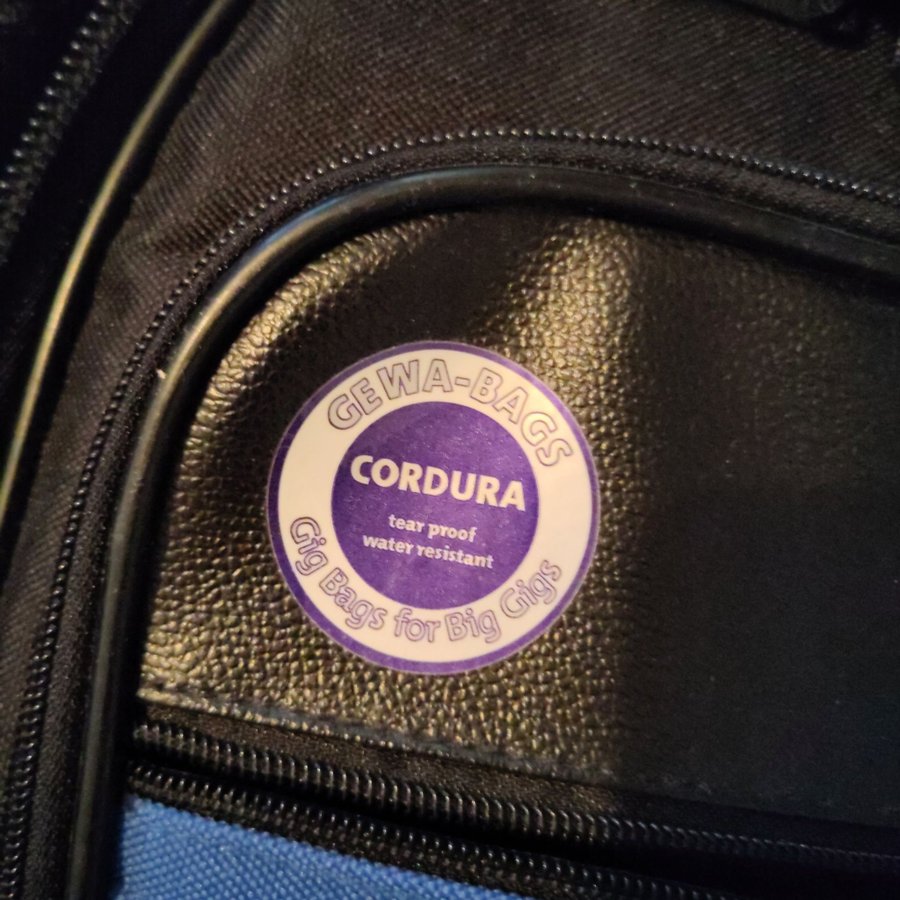 GEWA-BAGS
CORDURA
tear proof
water resistant
Gig Bags for Big Gigs